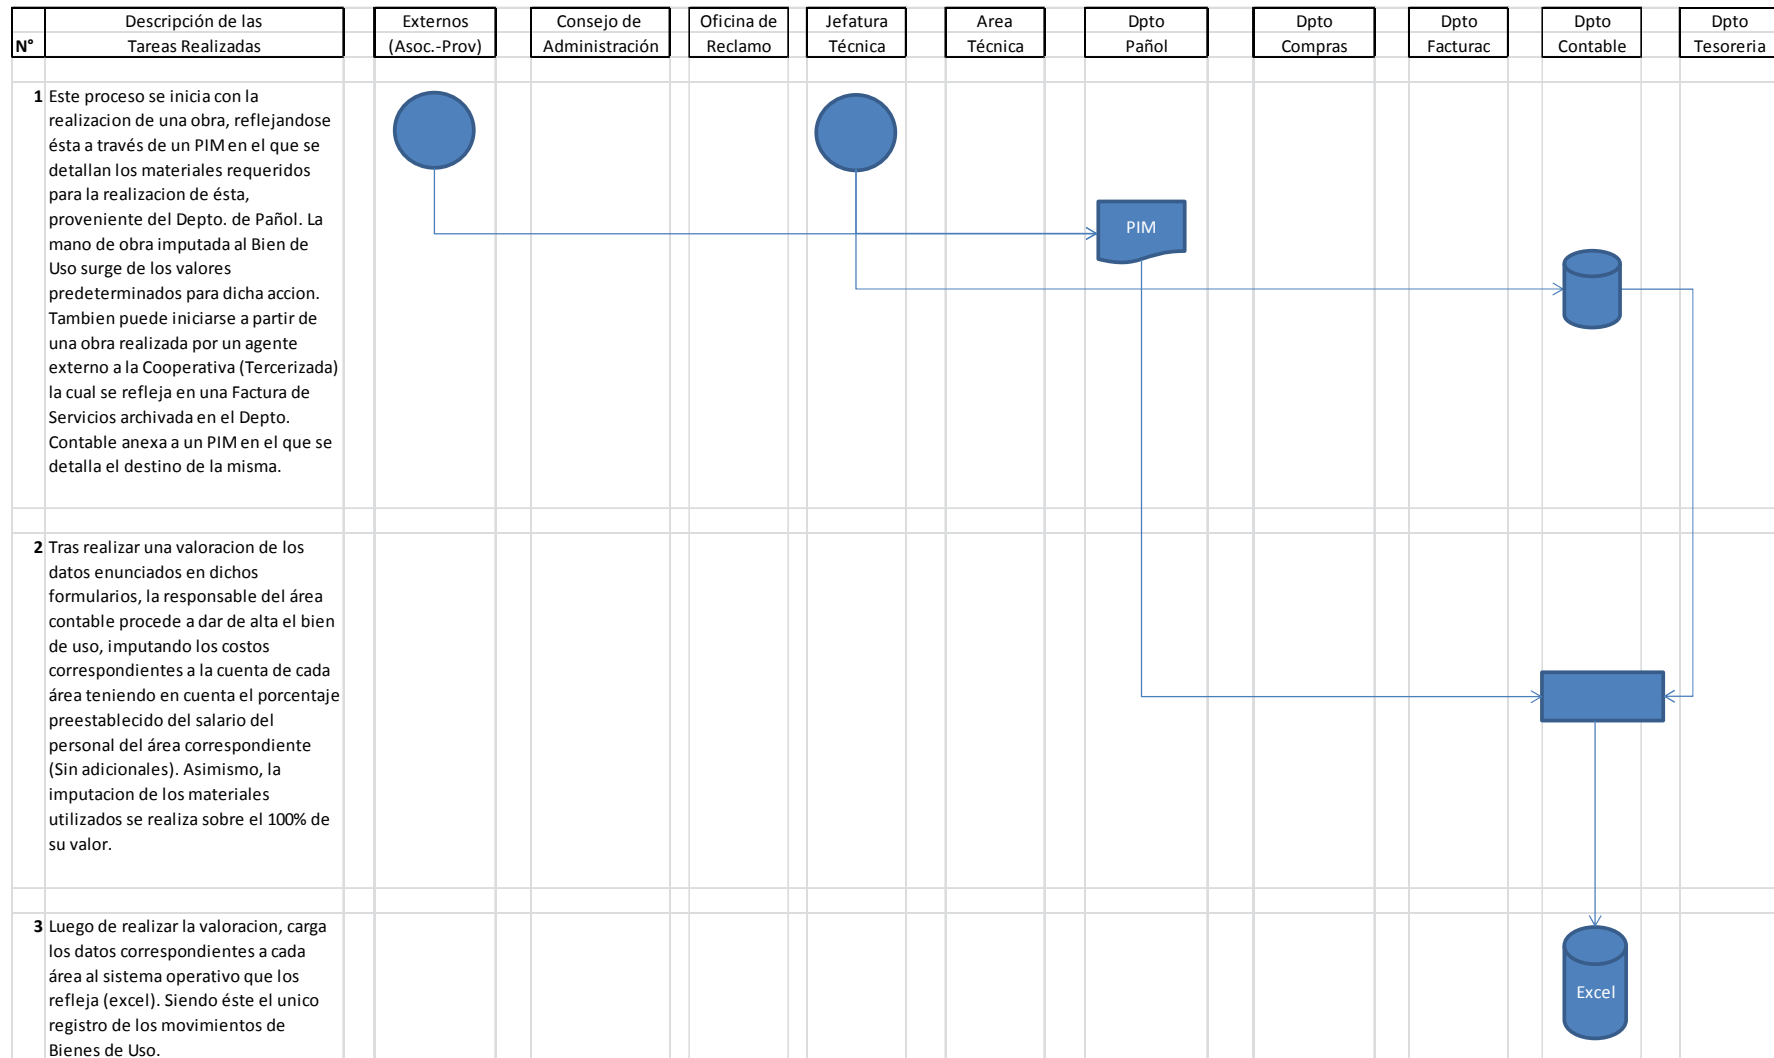 Descripción de las
Externos
Consejo de
Oficina de
Jefatura
Area
Dpto
Dpto
Dpto
Dpto
Dpto
N°
Tareas Realizadas
(Asoc.-Prov)
Administración
Reclamo
Técnica
Técnica
Pañol
Compras
Facturac
Contable
Tesoreria
1 Este proceso se inicia con la
realizacion de una obra, reflejandose
ésta a través de un PIM en el que se
detallan los materiales requeridos
para la realizacion de ésta,
proveniente del Depto. de Pañol. La
mano de obra imputada al Bien de
Uso surge de los valores
predeterminados para dicha accion.
Tambien puede iniciarse a partir de
una obra realizada por un agente
externo a la Cooperativa (Tercerizada)
la cual se refleja en una Factura de
Servicios archivada en el Depto.
Contable anexa a un PIM en el que se
detalla el destino de la misma.
PIM
2 Tras realizar una valoracion de los
datos enunciados en dichos
formularios, la responsable del área
contable procede a dar de alta el bien
de uso, imputando los costos
correspondientes a la cuenta de cada
área teniendo en cuenta el porcentaje
preestablecido del salario del
personal del área correspondiente
(Sin adicionales). Asimismo, la
imputacion de los materiales
utilizados se realiza sobre el 100% de
su valor.
3 Luego de realizar la valoracion, carga
los datos correspondientes a cada
área al sistema operativo que los
refleja (excel). Siendo éste el unico
registro de los movimientos de
Bienes de Uso.
Excel